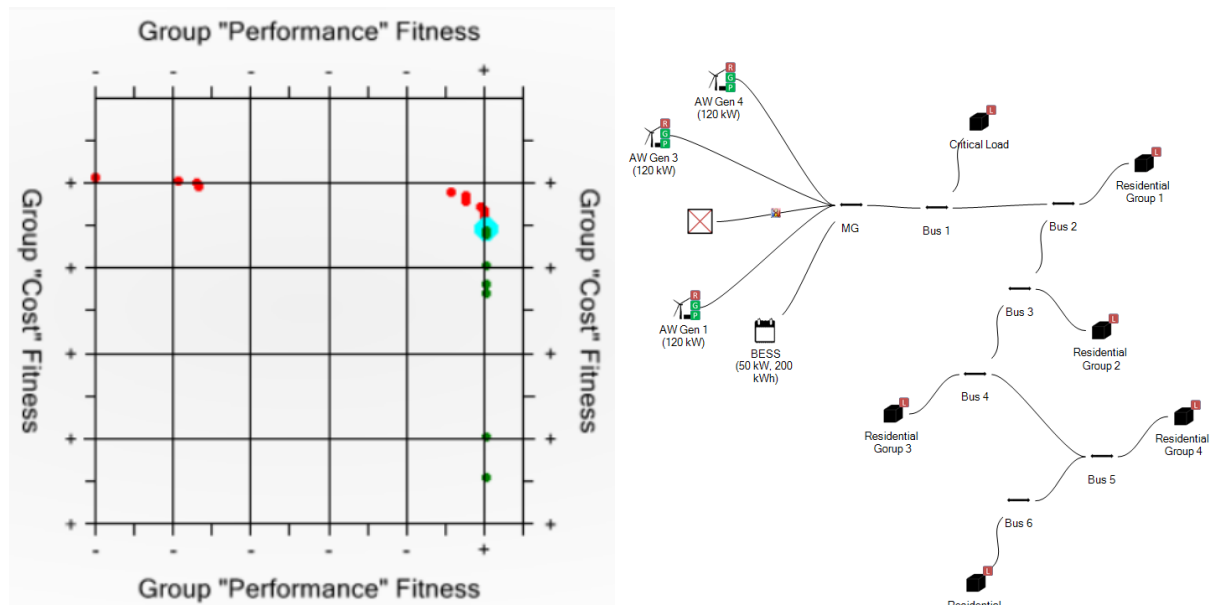 Group "Performance" Fitness
- - - - - +
Group "Cost" Fitness
- + + + + +
- + + + + +
Group "Cost" Fitness
- - - - - +
Group "Performance" Fitness
R
G
P
AW Gen 4
(120 kW)
R
G
P
AW Gen 3
(120 kW)
L
Critical Load
L
Residential
Group 1
MG
Bus 1
Bus 2
R
G
P
AW Gen 1
(120 kW)
BESS
(50 kW, 200
kWh)
Bus 3
L
Residential
Group 2
Bus 4
L
Residential
Gorup 3
L
Residential
Group 4
Bus 5
Bus 6
L